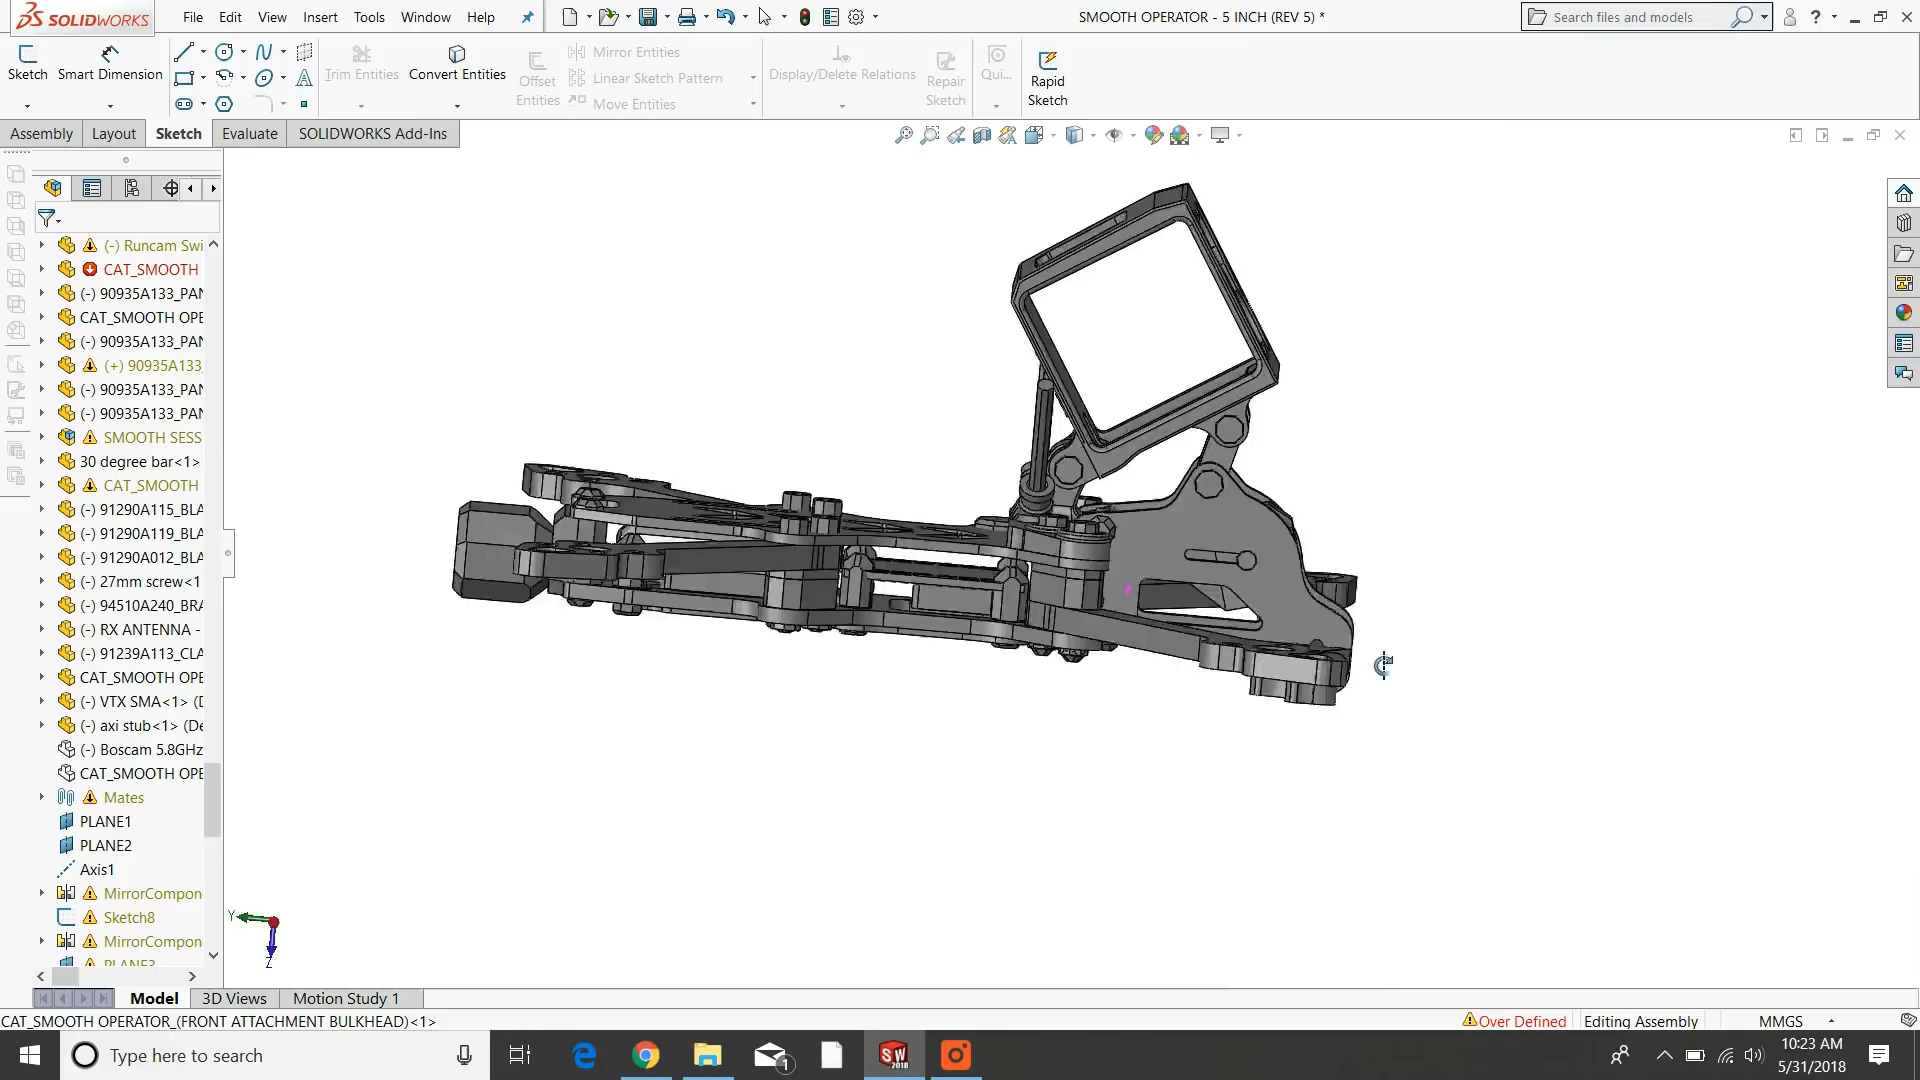 SOLIDWORKS
File Edit View Insert Tools Window Help
SMOOTH OPERATOR - 5 INCH (REV 5) *
Search files and models
?
Sketch
Smart Dimension
Trim Entities
Convert Entities
Offset Entities
Mirror Entities
Linear Sketch Pattern
Move Entities
Display/Delete Relations
Repair Sketch
Qui...
Rapid Sketch
Assembly Layout Sketch Evaluate SOLIDWORKS Add-Ins
(-) Runcam Swi
CAT_SMOOTH
(-) 90935A133_PAN
CAT_SMOOTH OPE
(-) 90935A133_PAN
(+) 90935A133_
(-) 90935A133_PAN
(-) 90935A133_PAN
SMOOTH SESS
30 degree bar<1>
CAT_SMOOTH
(-) 91290A115_BLA
(-) 91290A119_BLA
(-) 91290A012_BLA
(-) 27mm screw<1
(-) 94510A240_BRA
(-) RX ANTENNA -
(-) 91239A113_CLA
CAT_SMOOTH OPE
(-) VTX SMA<1> (D
(-) axi stub<1> (De
(-) Boscam 5.8GHz
CAT_SMOOTH OPE
Mates
PLANE1
PLANE2
Axis1
MirrorCompon
Sketch8
MirrorCompon
PLANE3
Y
Z
Model 3D Views Motion Study 1
CAT_SMOOTH OPERATOR_(FRONT ATTACHMENT BULKHEAD)<1>
Over Defined Editing Assembly MMGS
Type here to search
1
SW
2018
10:23 AM
5/31/2018